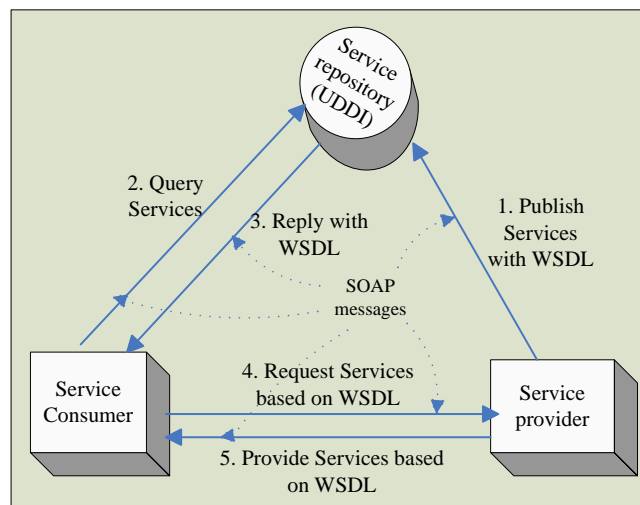 Service
repository
(UDDI)
2. Query
Services
3. Reply with
WSDL
1. Publish
Services
with WSDL
SOAP
messages
Service
Consumer
4. Request Services
based on WSDL
Service
provider
5. Provide Services based
on WSDL